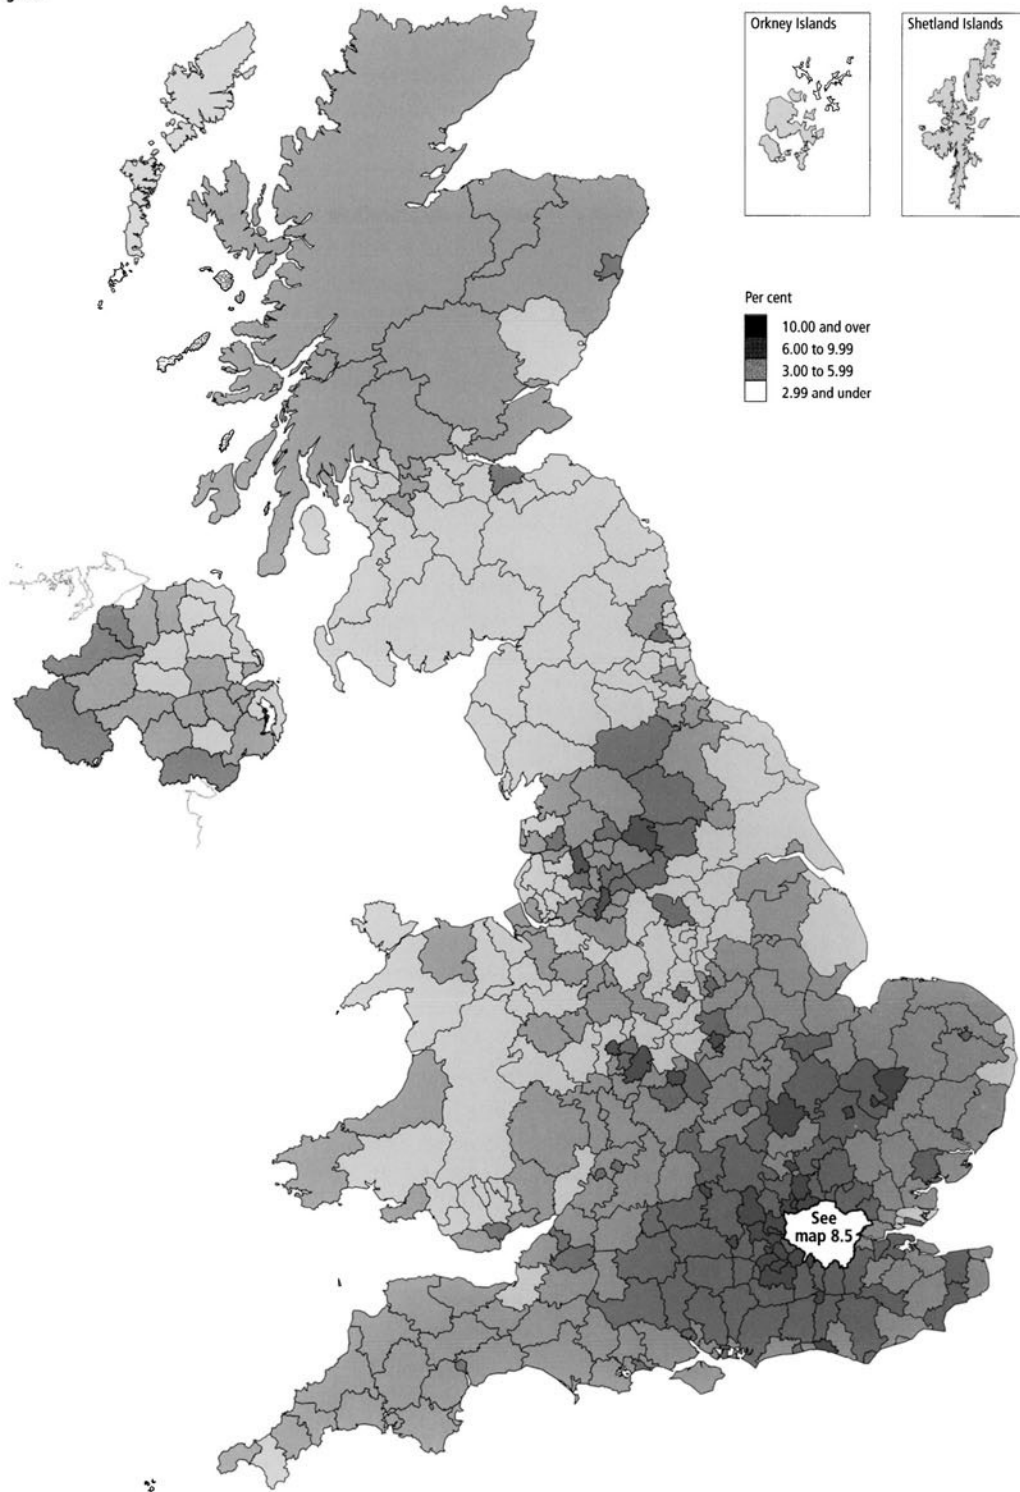 Orkney Islands
Shetland Islands
Per cent
10.00 and over
6.00 to 9.99
3.00 to 5.99
2.99 and under
See
map 8.5